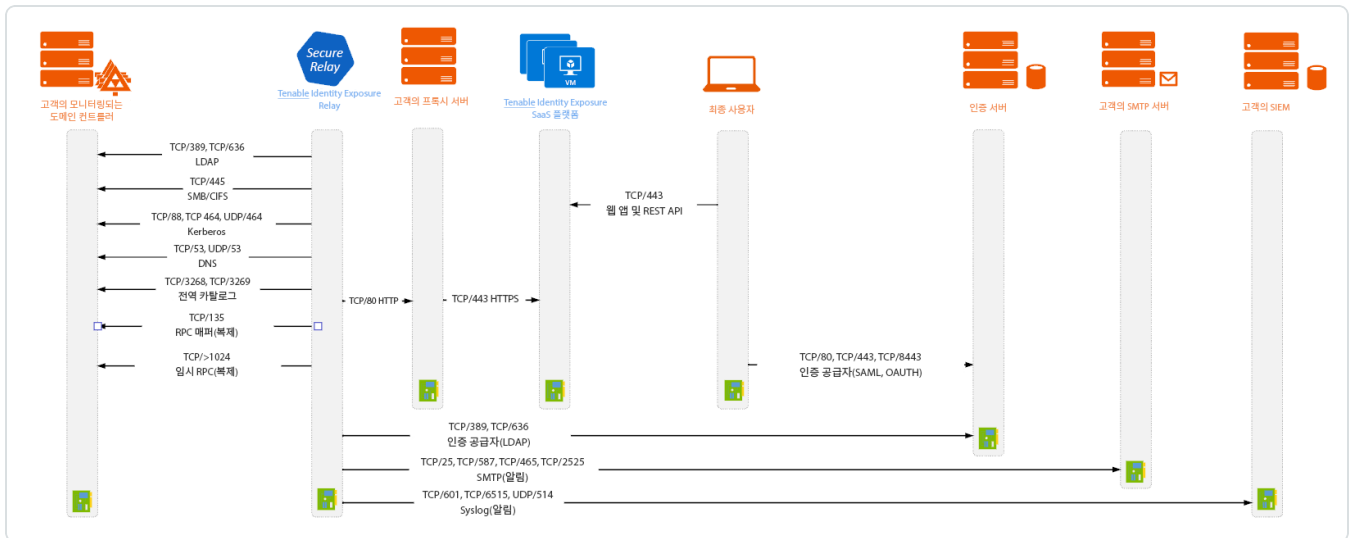 Secure
Relay
VM
고객의 모니터링되는
도메인 컨트롤러
Tenable Identity Exposure
Relay
고객의 프록시 서버
Tenable Identity Exposure
SaaS 플랫폼
최종 사용자
인증 서버
고객의 SMTP 서버
고객의 SIEM
TCP/389, TCP/636
LDAP
TCP/445
SMB/CIFS
TCP/88, TCP 464, UDP/464
Kerberos
TCP/53, UDP/53
DNS
TCP/3268, TCP/3269
전역 카탈로그
TCP/135
RPC 매퍼(복제)
TCP/>1024
임시 RPC(복제)
TCP/80 HTTP
TCP/443 HTTPS
TCP/443
웹 앱 및 REST API
TCP/80, TCP/443, TCP/8443
인증 공급자(SAML, OAUTH)
TCP/389, TCP/636
인증 공급자(LDAP)
TCP/25, TCP/587, TCP/465, TCP/2525
SMTP(알림)
TCP/601, TCP/6515, UDP/514
Syslog(알림)